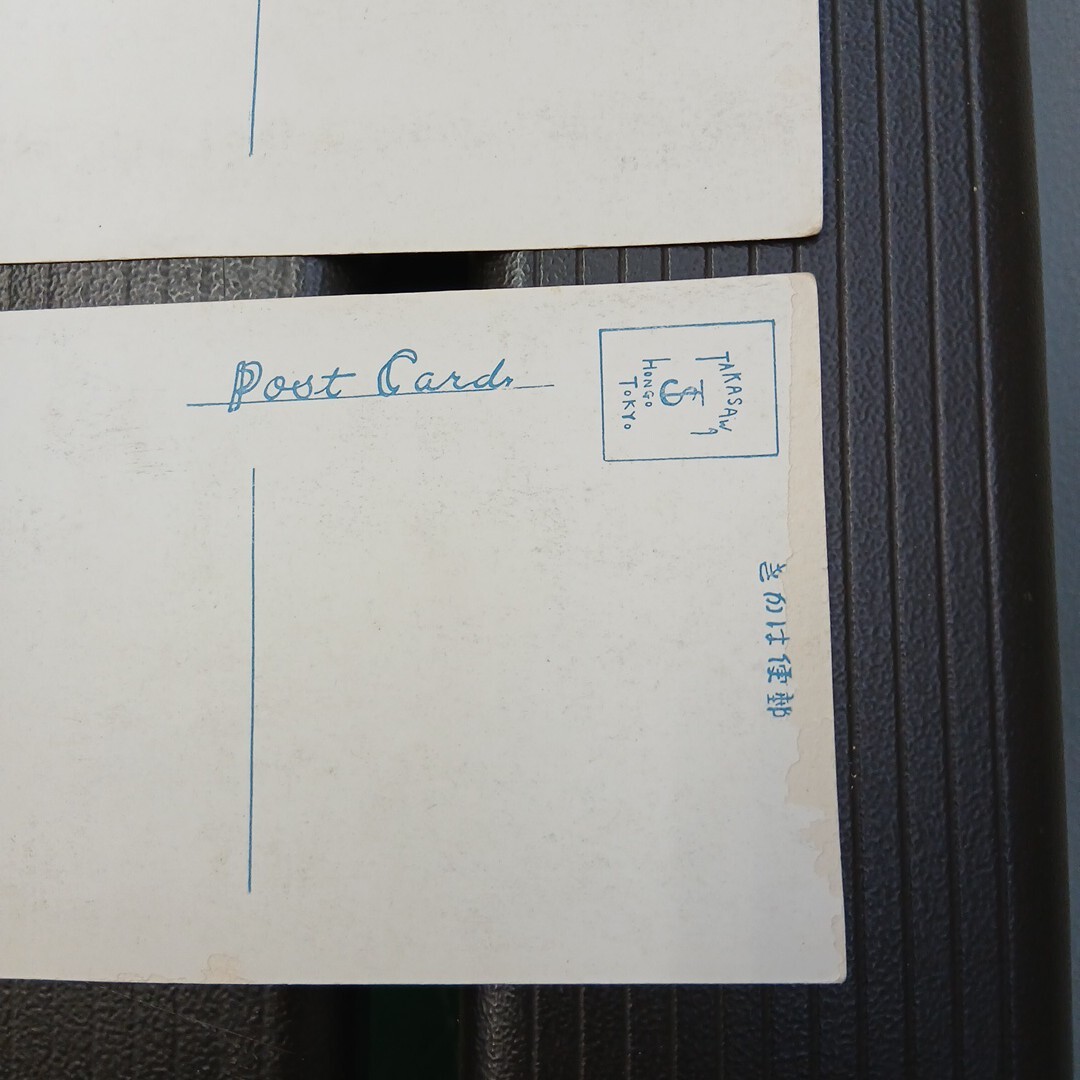 Post Card
TAKASAWA
HONGO
TOKYO
きかは便郵